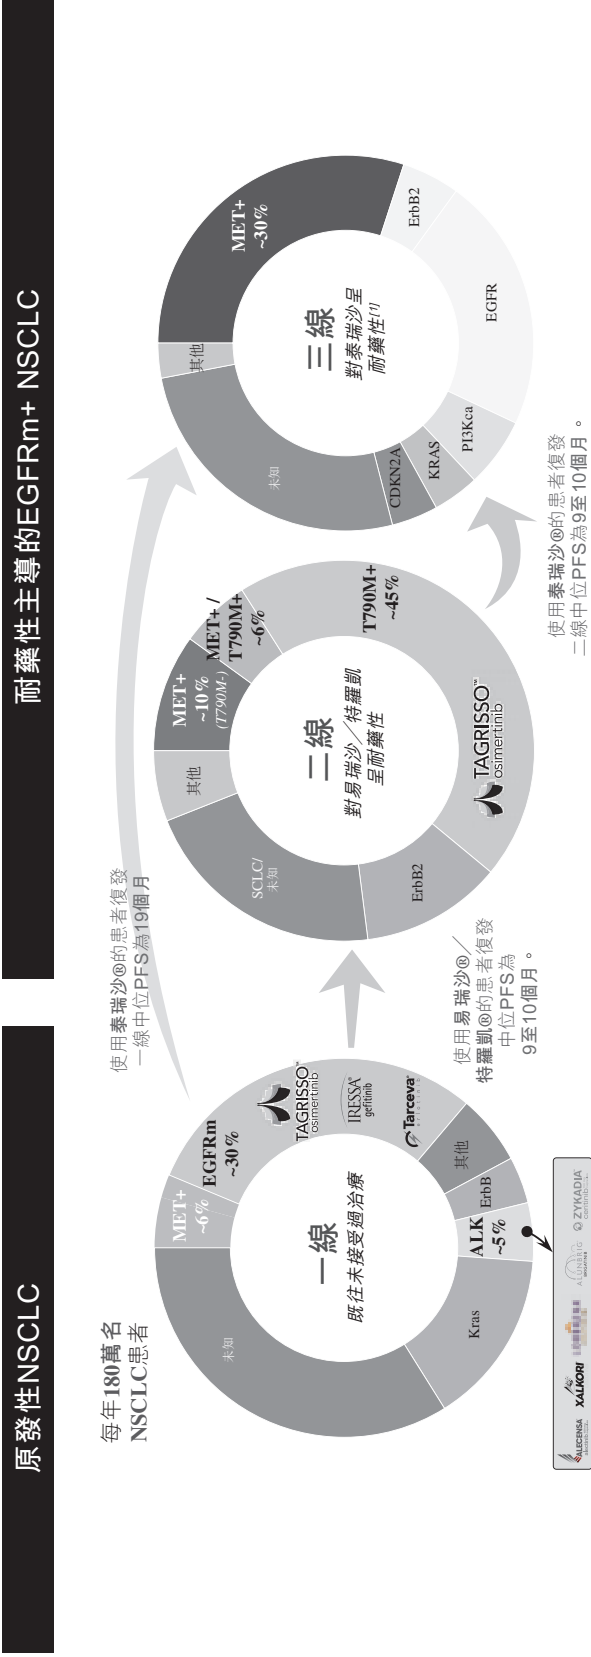 原發性NSCLC
耐藥性主導的EGFRm+ NSCLC
每年180萬名
NSCLC患者
一線
既往未接受過治療
MET+
~6%
EGFRm
~30%
TAGRISSO™
osimertinib
IRESSA®
gefitinib
Tarceva®
其他
ErbB
ALK
~5%
Kras
未知
ALECENSA
XALKORI
ALUNBRIG
ZYKADIA
使用泰瑞沙®的患者復發
一線中位PFS為19個月
使用易瑞沙®／
特羅凱®的患者復發
中位PFS為
9至10個月。
二線
對易瑞沙／特羅凱
呈耐藥性
其他
MET+
~10%
(T790M-)
MET+ /
T790M+
~6%
T790M+
~45%
TAGRISSO™
osimertinib
ErbB2
SCLC/
未知
使用泰瑞沙®的患者復發
二線中位PFS為9至10個月。
三線
對泰瑞沙呈
耐藥性[1]
其他
MET+
~30%
ErbB2
EGFR
PI3Kca
KRAS
CDKN2A
未知